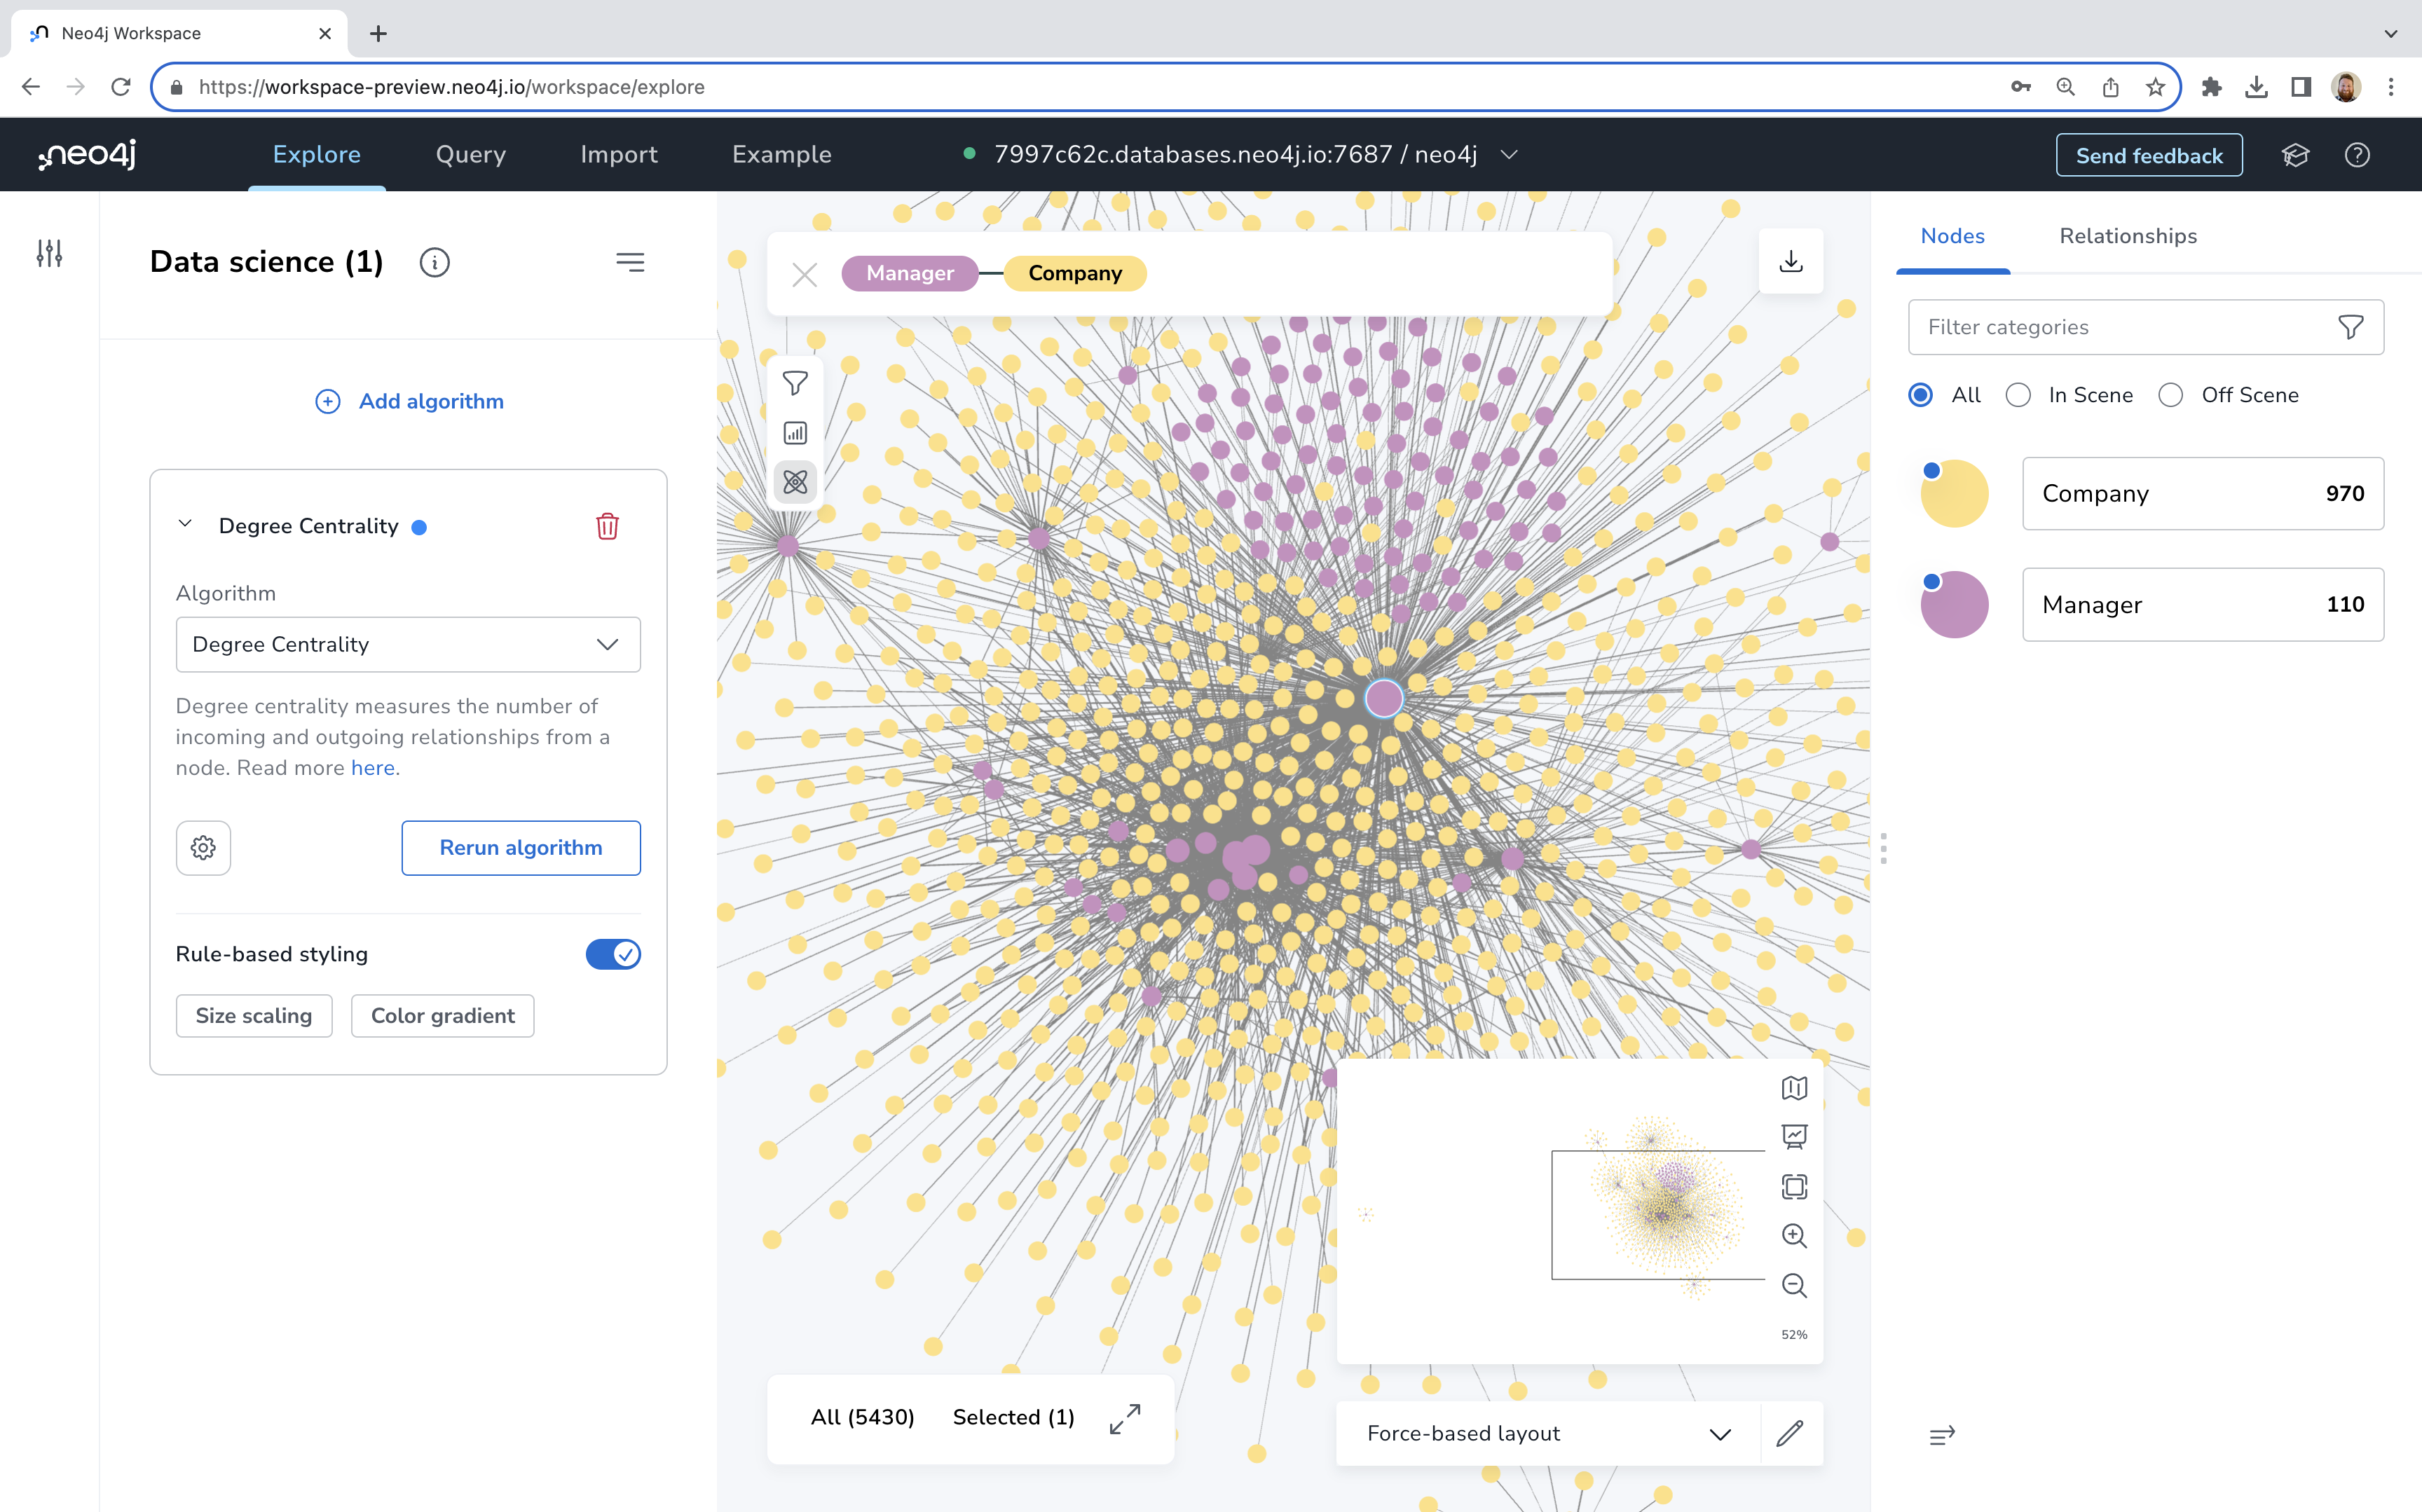 Neo4j Workspace
https://workspace-preview.neo4j.io/workspace/explore
neo4j
Explore
Query
Import
Example
7997c62c.databases.neo4j.io:7687 / neo4j
Send feedback
Data science (1)
Add algorithm
Degree Centrality
Algorithm
Degree Centrality
Degree centrality measures the number of
incoming and outgoing relationships from a
node. Read more here.
Rerun algorithm
Rule-based styling
Size scaling
Color gradient
Manager
Company
52%
All (5430)
Selected (1)
Force-based layout
Nodes
Relationships
Filter categories
All
In Scene
Off Scene
Company 970
Manager 110